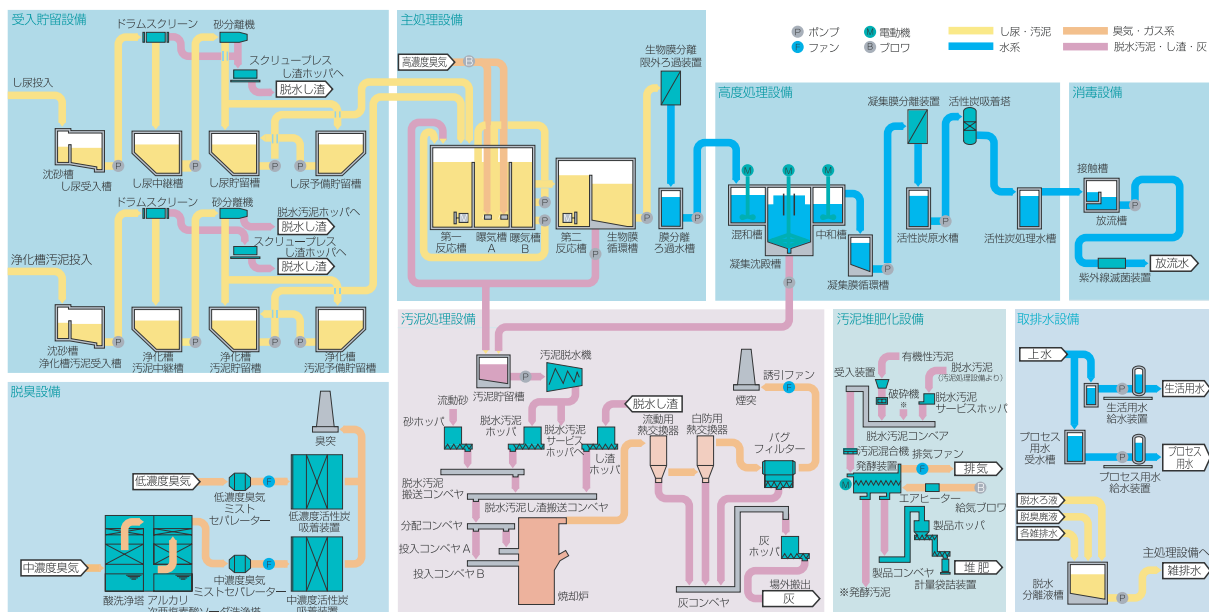 受入貯留設備
ドラムスクリーン
砂分離機
スクリュープレス
し渣ホッパへ
脱水し渣
し尿投入
沈砂槽
し尿受入槽
P
し尿中継槽
P
し尿貯留槽
P
P
し尿予備貯留槽
ドラムスクリーン
砂分離機
脱水汚泥ホッパへ
脱水し渣
スクリュープレス
し渣ホッパへ
脱水し渣
浄化槽汚泥投入
沈砂槽
浄化槽汚泥受入槽
P
浄化槽
汚泥中継槽
P
浄化槽
汚泥貯留槽
P
P
浄化槽
汚泥予備貯留槽
主処理設備
高濃度臭気
B
生物膜分離
限外ろ過装置
第一
反応槽
曝気槽
A
曝気槽
B
P
P
第二
反応槽
生物膜
循環槽
P
P
膜分離
ろ過水槽
P
P ポンプ
F ファン
M 電動機
B ブロワ
し尿・汚泥
水系
臭気・ガス系
脱水汚泥・し渣・灰
高度処理設備
凝集膜分離装置
活性炭吸着塔
M
M
M
混和槽
中和槽
凝集沈殿槽
P
凝集膜循環槽
P
活性炭原水槽
P
活性炭処理水槽
消毒設備
接触槽
P
放流槽
紫外線滅菌装置
放流水
脱臭設備
臭突
低濃度臭気
低濃度臭気
ミスト
セパレーター
F
低濃度活性炭
吸着装置
中濃度臭気
酸洗浄塔
アルカリ
次亜塩素酸ソーダ洗浄塔
中濃度臭気
ミストセパレーター
F
中濃度活性炭
吸着装置
汚泥処理設備
汚泥貯留槽
P
汚泥脱水機
流動砂
砂ホッパ
脱水汚泥
ホッパ
脱水汚泥
サービス
ホッパへ
脱水し渣
し渣
ホッパ
脱水汚泥
搬送コンベヤ
脱水汚泥し渣搬送コンベヤ
分配コンベヤ
投入コンベヤA
投入コンベヤB
焼却炉
流動用
熱交換器
白防用
熱交換器
煙突
誘引ファン
F
バグ
フィルター
灰
ホッパ
灰コンベヤ
場外搬出
灰
汚泥堆肥化設備
有機性汚泥
受入装置
破砕機
※
脱水汚泥
(汚泥処理設備より)
脱水汚泥
サービスホッパ
脱水汚泥コンベア
汚泥混合機
発酵装置
M
排気ファン
F
排気
エアヒーター
B
給気ブロワ
製品ホッパ
製品コンベヤ
計量袋詰装置
堆肥
※発酵汚泥
取排水設備
上水
P
生活用水
生活用水
給水装置
プロセス
用水
受水槽
P
プロセス
用水
プロセス用水
給水装置
脱水ろ液
脱臭廃液
各雑排水
脱水
分離液槽
P
主処理設備へ
雑排水